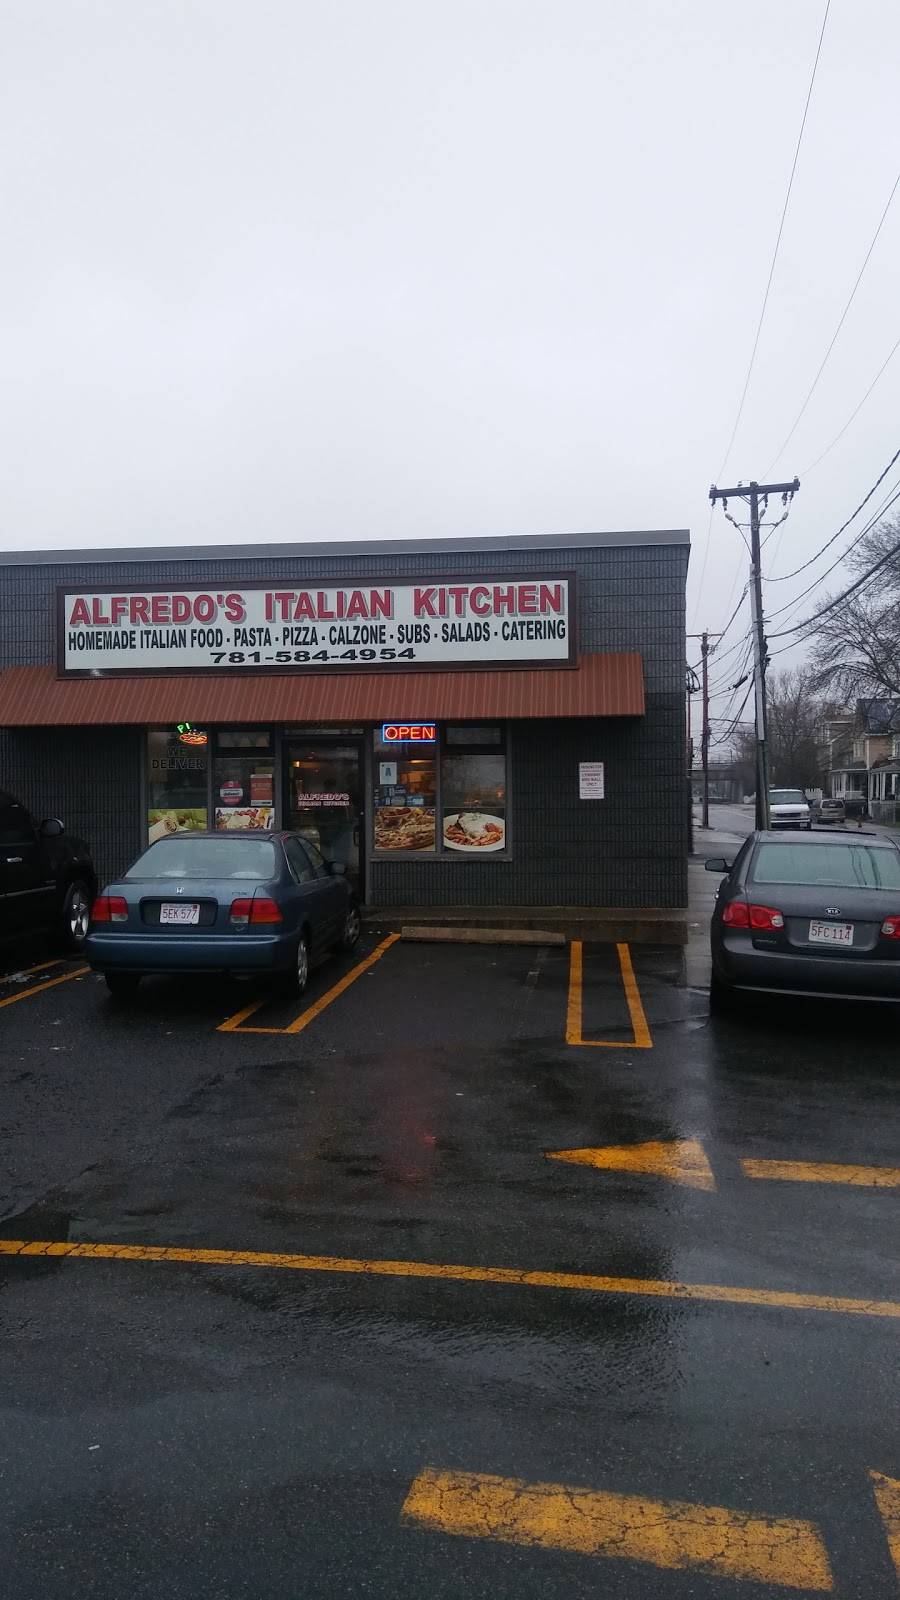 ALFREDO'S ITALIAN KITCHEN
HOMEMADE ITALIAN FOOD - PASTA - PIZZA - CALZONE - SUBS - SALADS - CATERING
781-584-4954
OPEN
WE
DELIVER
ALFREDO'S
ITALIAN KITCHEN
5EK 577
KIA
5FC 114